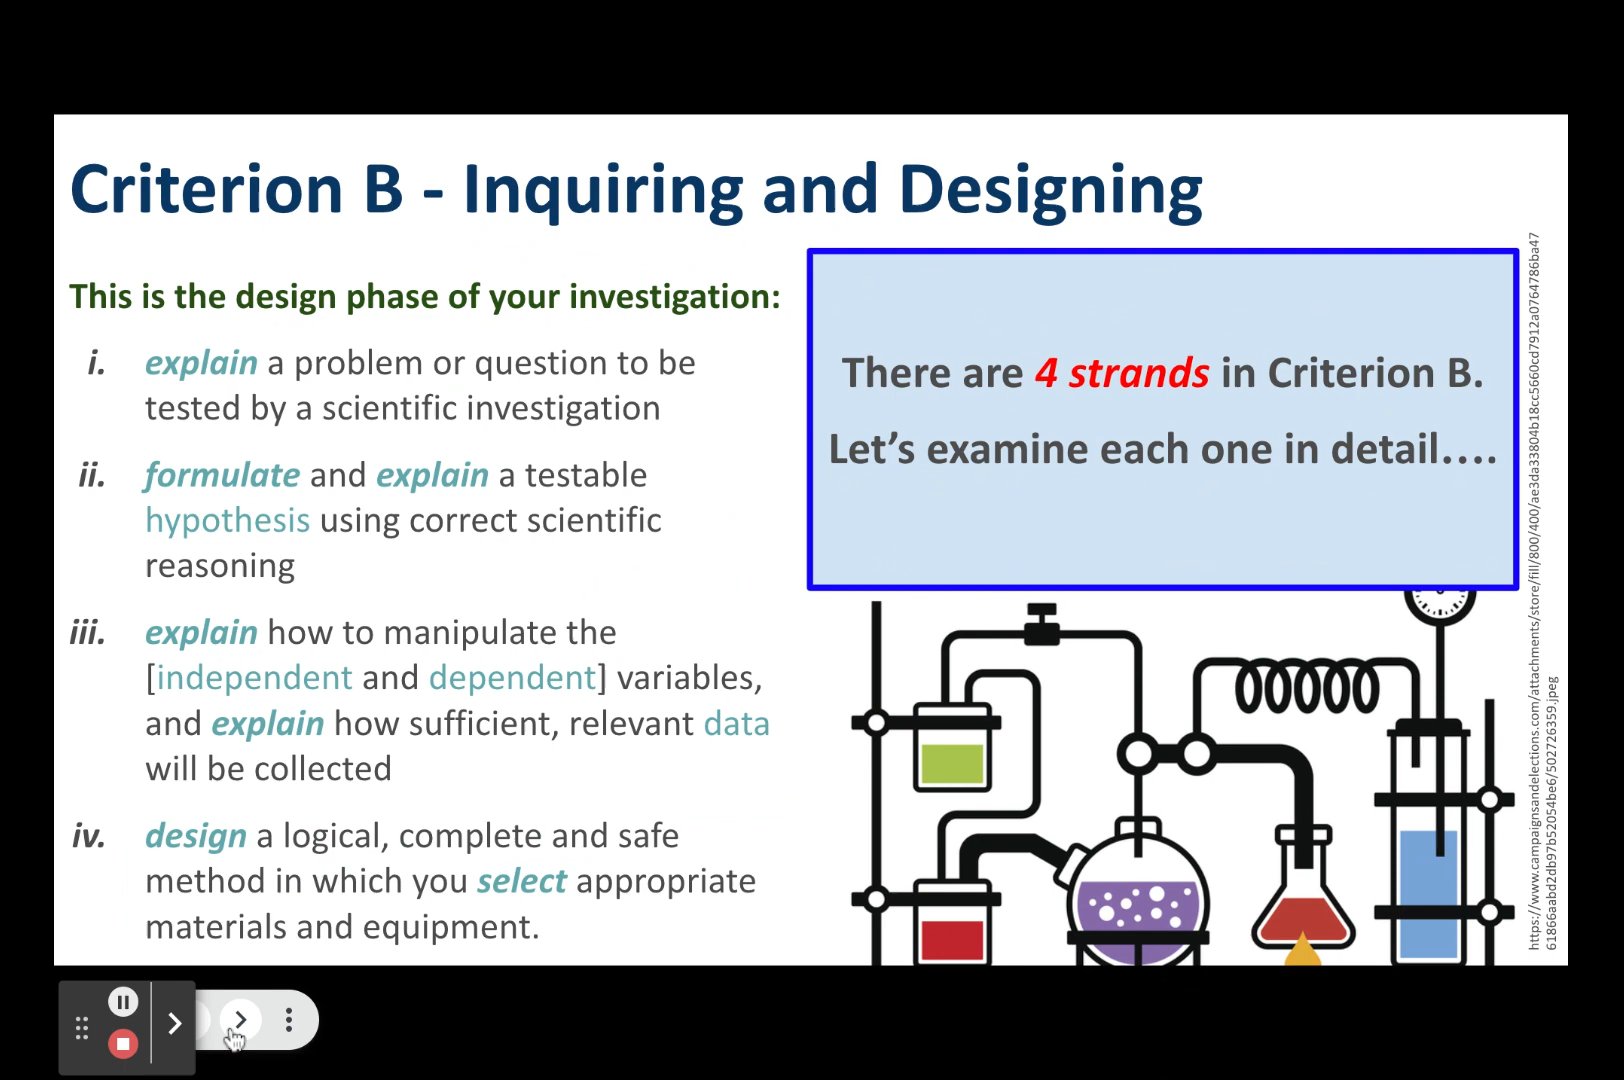 Criterion B - Inquiring and Designing
This is the design phase of your investigation:
i. explain a problem or question to be
tested by a scientific investigation
ii. formulate and explain a testable
hypothesis using correct scientific
reasoning
iii. explain how to manipulate the
[independent and dependent] variables,
and explain how sufficient, relevant data
will be collected
iv. design a logical, complete and safe
method in which you select appropriate
materials and equipment.
There are 4 strands in Criterion B.
Let's examine each one in detail....
https://www.campaignsandelections.com/attachments/store/fill/800/400/ae3da33804b18cc5660cd7912a0764786ba47
61866aabd2db97b52054be6/502726359.jpeg